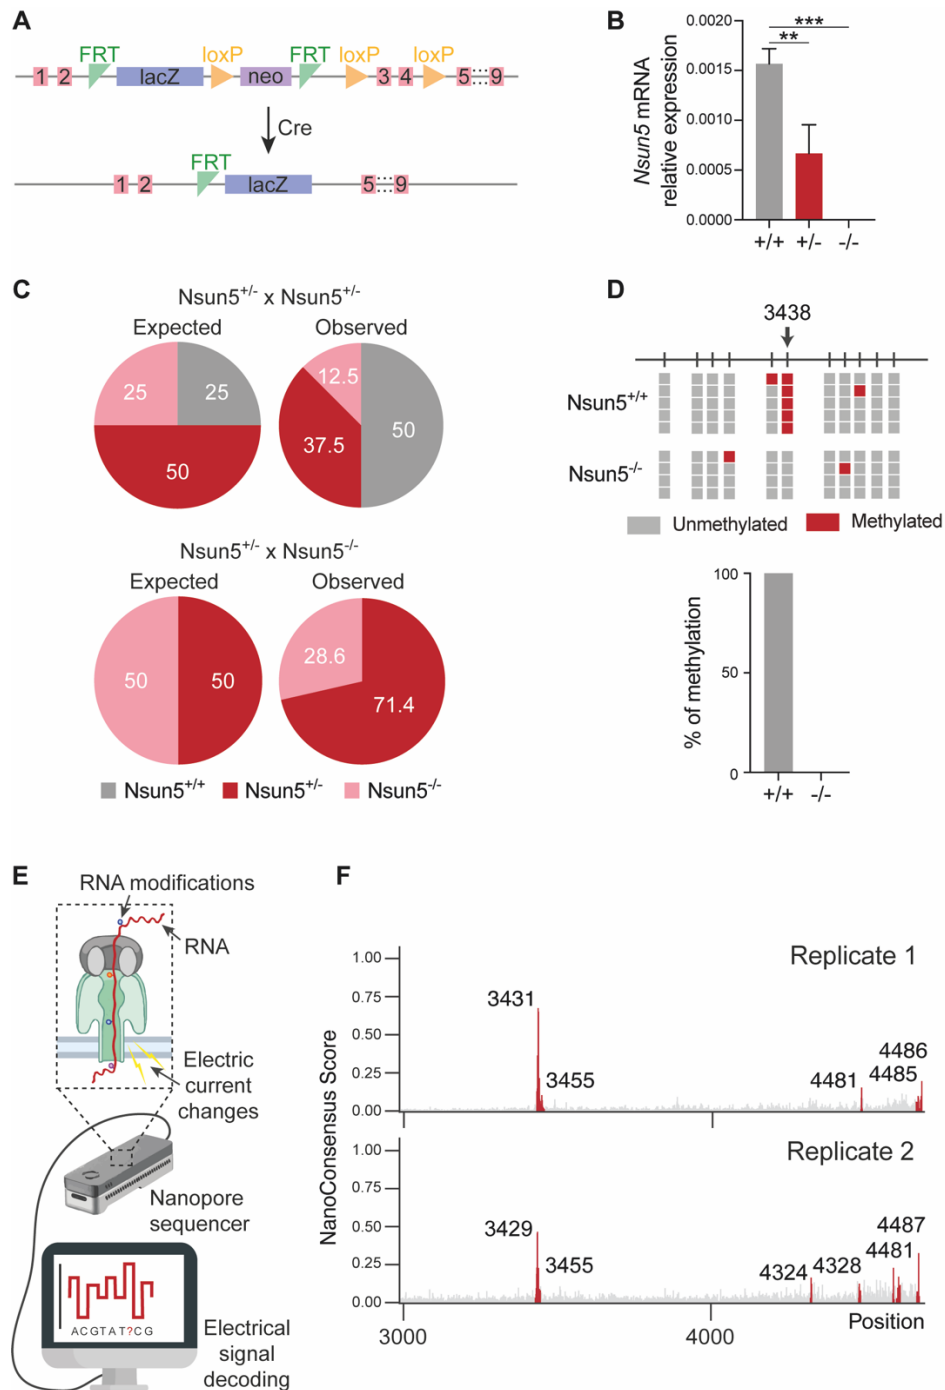 A
FRT loxP FRT loxP loxP
1 2 lacZ neo 3 4 5 9
Cre
FRT
1 2 lacZ 5 9
B
Nsun5 mRNA
relative expression
0.0020
0.0015
0.0010
0.0005
0.0000
***
**
+/+ +/- -/-
C
Nsun5+/- x Nsun5+/-
Expected Observed
25 25 50
12.5 37.5 50
Nsun5+/- x Nsun5-/-
Expected Observed
50 50
28.6 71.4
Nsun5+/+ Nsun5+/- Nsun5-/-
D
3438
Nsun5+/+
Nsun5-/-
Unmethylated Methylated
% of methylation
100
50
0
+/+ -/-
E
RNA modifications
RNA
Electric
current
changes
Nanopore
sequencer
ACGTAT?CG
Electrical
signal
decoding
F
NanoConsensus Score
Replicate 1
1.00
0.75
0.50
0.25
0.00
3431
3455
4481
4485
4486
Replicate 2
1.00
0.75
0.50
0.25
0.00
3429
3455
4324
4328
4481
4487
3000 4000 Position